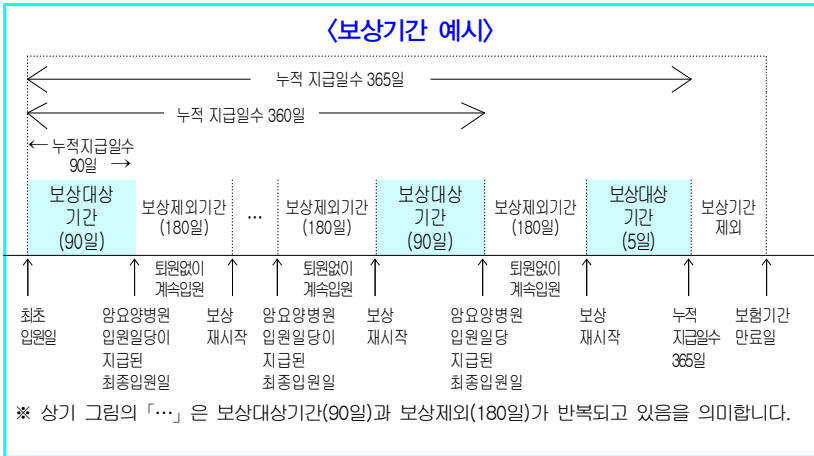 <보상기간 예시>
누적 지급일수 365일
누적 지급일수 360일
← 누적지급일수
90일 →
보상대상
기간
(90일)
보상제외기간
(180일)
…
보상제외기간
(180일)
보상대상
기간
(90일)
보상제외기간
(180일)
보상대상
기간
(5일)
보상기간
제외
퇴원없이
계속입원
퇴원없이
계속입원
퇴원없이
계속입원
최초
입원일
암요양병원
입원일당이
지급된
최종입원일
보상
재시작
암요양병원
입원일당이
지급된
최종입원일
보상
재시작
암요양병원
입원일당
지급된
최종입원일
보상
재시작
누적
지급일수
365일
보험기간
만료일
※ 상기 그림의 「…」은 보상대상기간(90일)과 보상제외(180일)가 반복되고 있음을 의미합니다.